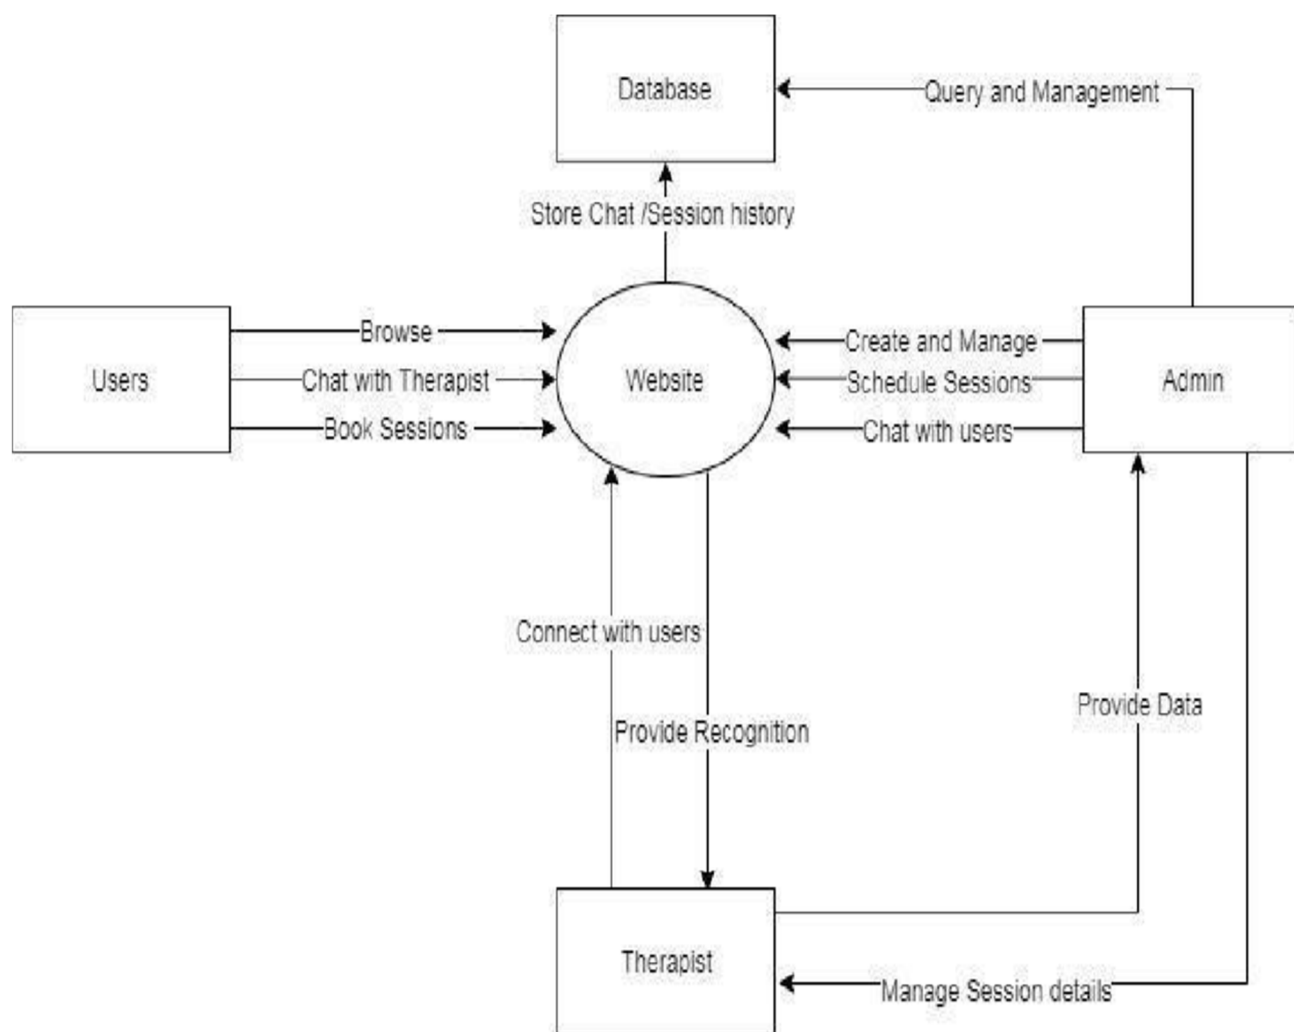 Database
Query and Management
Store Chat /Session history
Browse
Create and Manage
Users
Chat with Therapist
Website
Schedule Sessions
Admin
Book Sessions
Chat with users
Connect with users
Provide Data
Provide Recognition
Therapist
Manage Session details